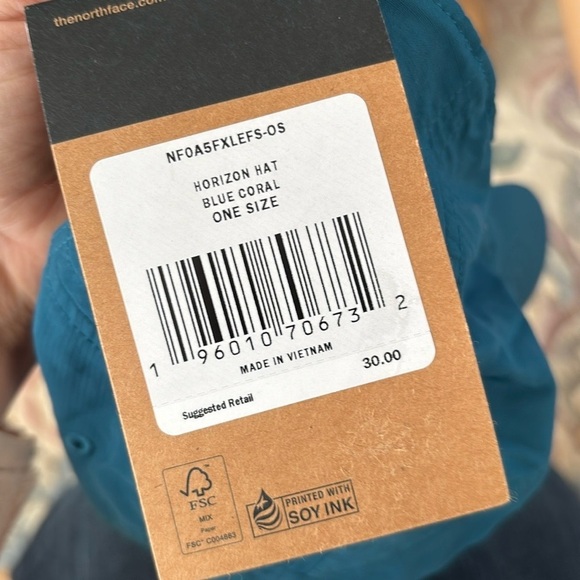 thenorthface.com
NF0A5FXLEFS-OS
HORIZON HAT
BLUE CORAL
ONE SIZE
1 96010 70673 2
MADE IN VIETNAM
Suggested Retail 30.00
FSC
MIX
Paper
FSC® C004883
PRINTED WITH
SOY INK